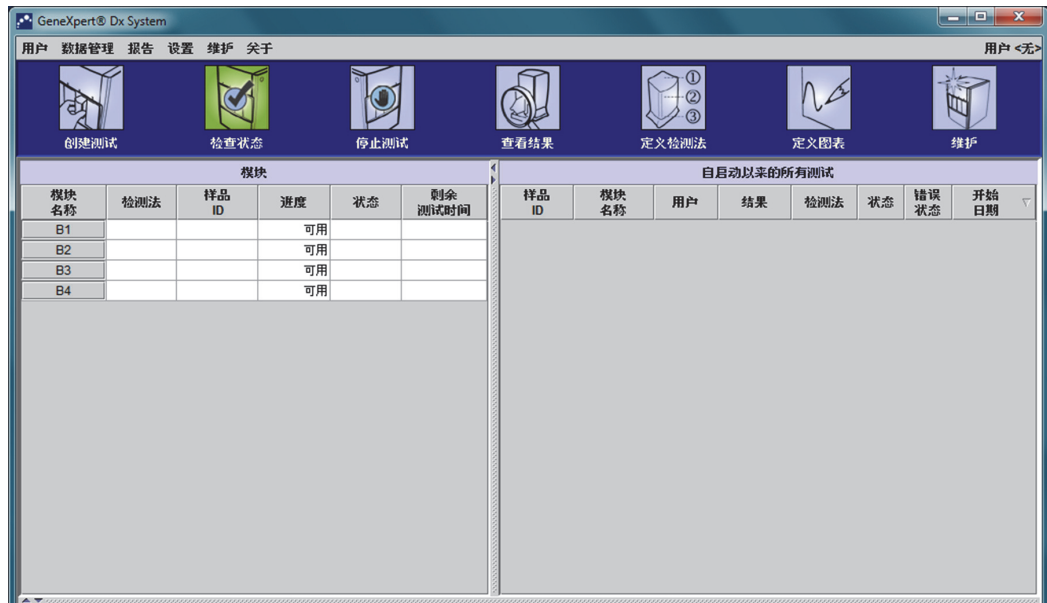 GeneXpert® Dx System
用户 数据管理 报告 设置 维护 关于 用户 <无>
① ② ③
创建测试 检查状态 停止测试 查看结果 定义检测法 定义图表 维护
模块 自启动以来的所有测试
模块名称 检测法 样品ID 进度 状态 剩余测试时间 样品ID 模块名称 用户 结果 检测法 状态 错误状态 开始日期
B1 可用
B2 可用
B3 可用
B4 可用